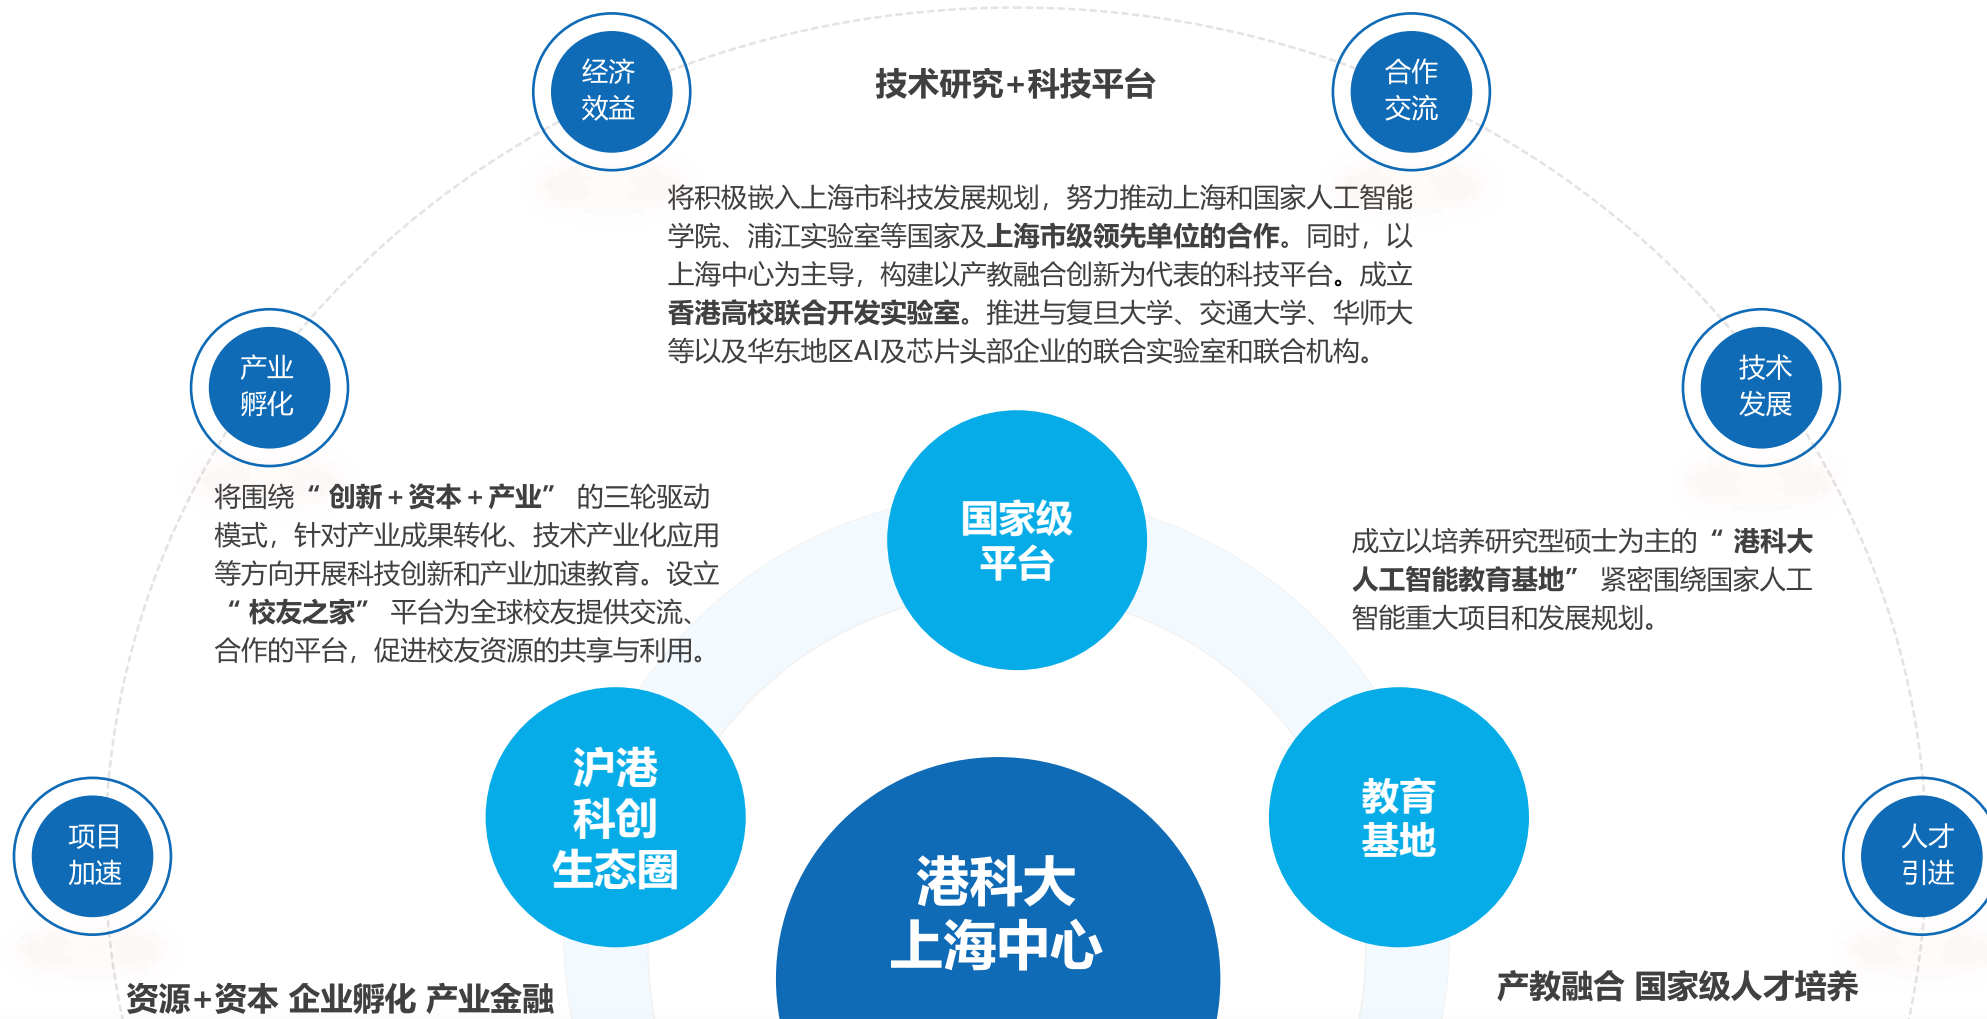 经济
效益
技术研究+科技平台
合作
交流
将积极嵌入上海市科技发展规划，努力推动上海和国家人工智能
学院、浦江实验室等国家及上海市级领先单位的合作。同时，以
上海中心为主导，构建以产教融合创新为代表的科技平台。成立
香港高校联合开发实验室。推进与复旦大学、交通大学、华师大
等以及华东地区AI及芯片头部企业的联合实验室和联合机构。
产业
孵化
技术
发展
将围绕“创新+资本+产业”的三轮驱动
模式，针对产业成果转化、技术产业化应用
等方向开展科技创新和产业加速教育。设立
“校友之家”平台为全球校友提供交流、
合作的平台，促进校友资源的共享与利用。
国家级
平台
成立以培养研究型硕士为主的“港科大
人工智能教育基地”紧密围绕国家人工
智能重大项目和发展规划。
沪港
科创
生态圈
教育
基地
项目
加速
港科大
上海中心
人才
引进
资源+资本 企业孵化 产业金融
产教融合 国家级人才培养